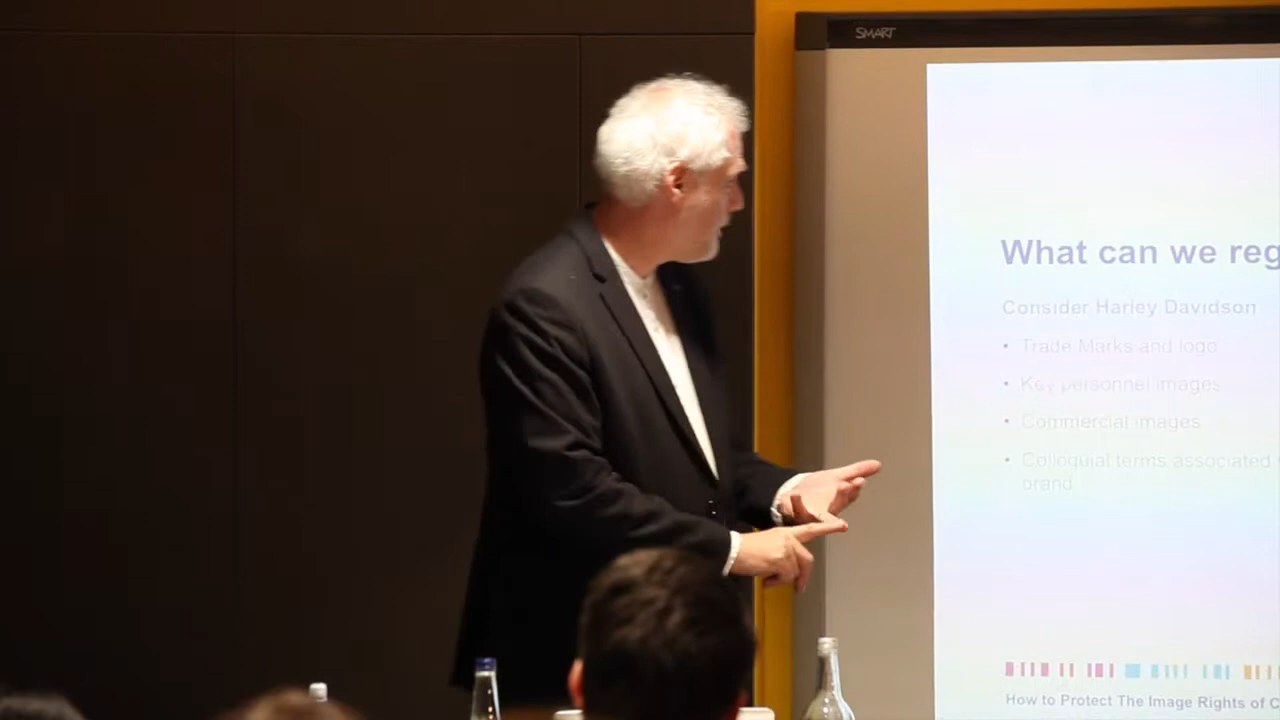 SMART
What can we reg
Consider Harley Davidson
• Trade Marks and logo
• Key personnel images
• Commercial images
• Colloquial terms associated
brand
How to Protect The Image Rights of C